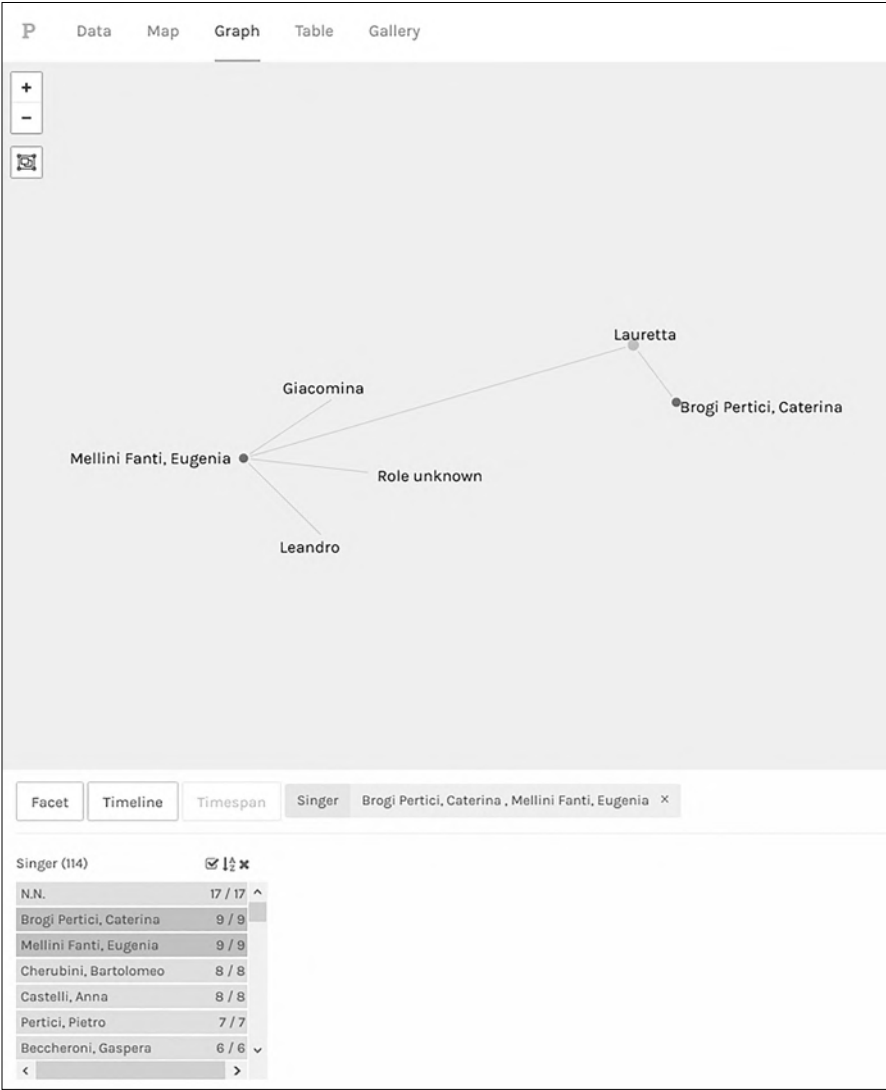 P Data Map Graph Table Gallery
+
−
Lauretta
Giacomina
Brogi Pertici, Caterina
Mellini Fanti, Eugenia
Role unknown
Leandro
Facet Timeline Timespan Singer Brogi Pertici, Caterina , Mellini Fanti, Eugenia ×
Singer (114)
N.N. 17 / 17
Brogi Pertici, Caterina 9 / 9
Mellini Fanti, Eugenia 9 / 9
Cherubini, Bartolomeo 8 / 8
Castelli, Anna 8 / 8
Pertici, Pietro 7 / 7
Beccheroni, Gaspera 6 / 6